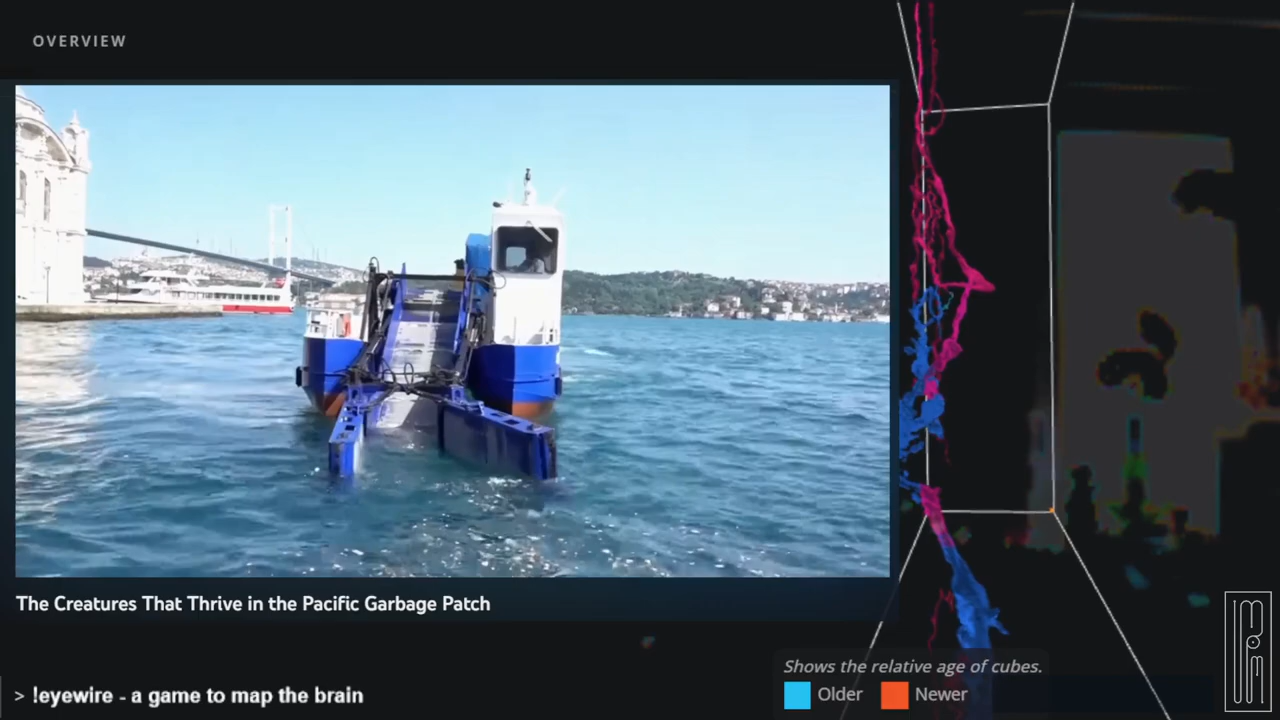 OVERVIEW
The Creatures That Thrive in the Pacific Garbage Patch
Shows the relative age of cubes.
Older Newer
> !eyewire - a game to map the brain